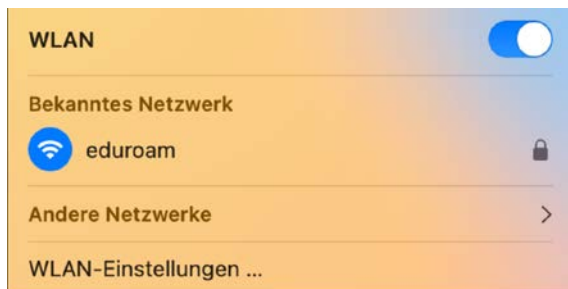 WLAN
Bekanntes Netzwerk
eduroam
Andere Netzwerke
WLAN-Einstellungen ...